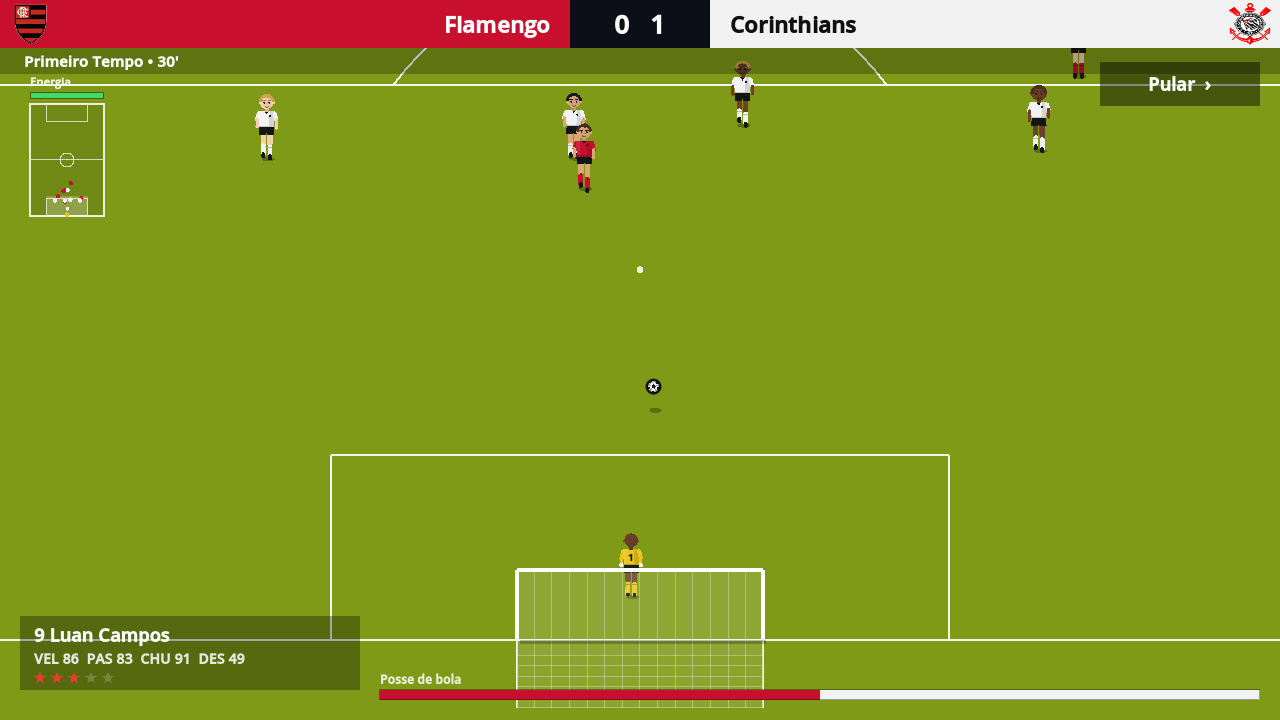 Flamengo 0 1 Corinthians
Primeiro Tempo • 30'
Energia
Pular ›
1
9 Luan Campos
VEL 86 PAS 83 CHU 91 DES 49
Posse de bola